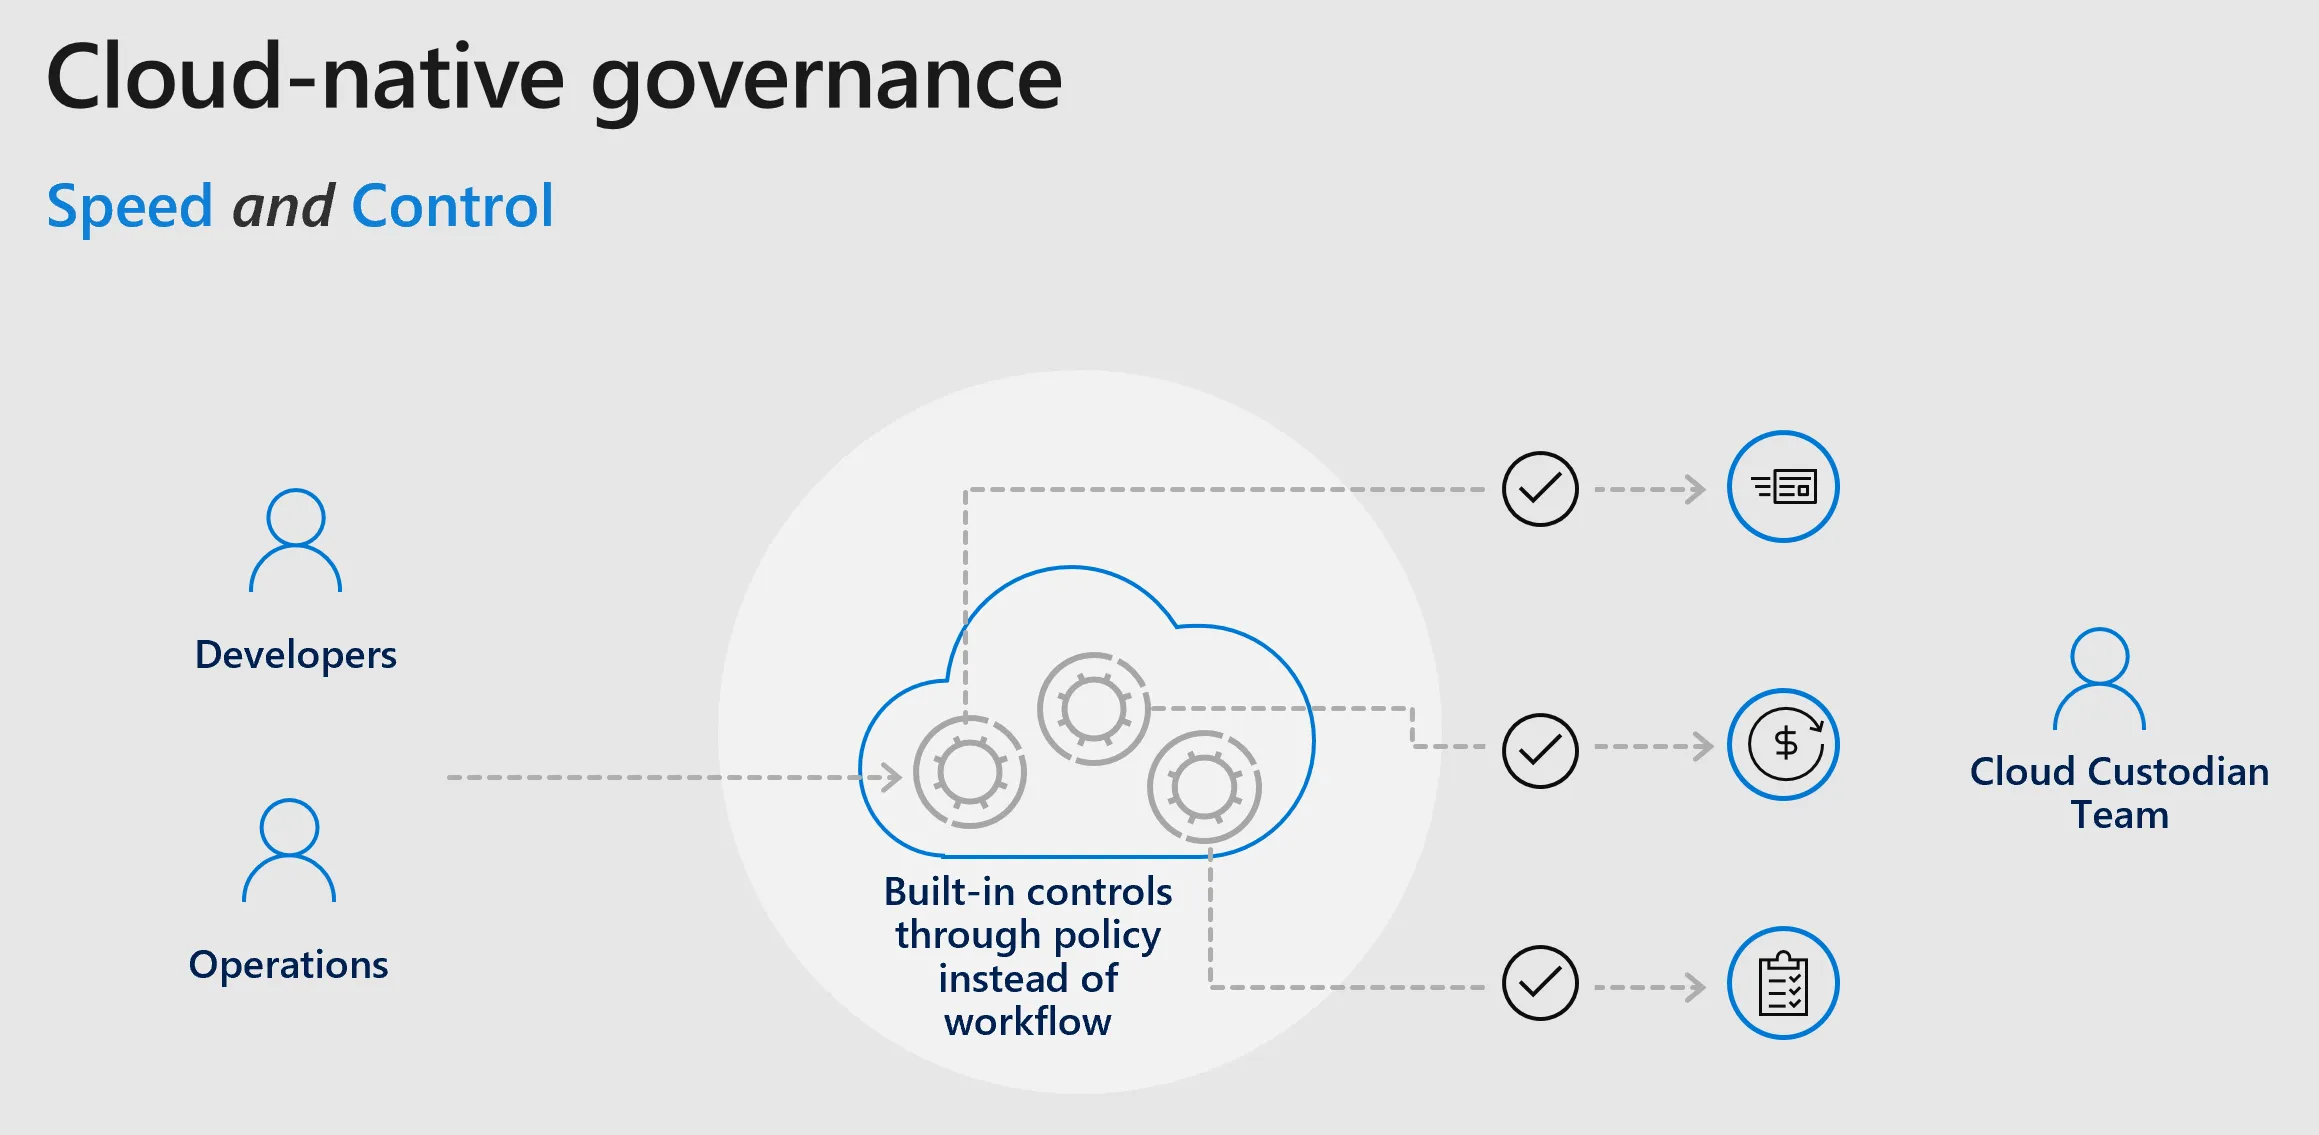 Cloud-native governance
Speed and Control
Developers
Operations
Built-in controls
through policy
instead of
workflow
$
Cloud Custodian
Team